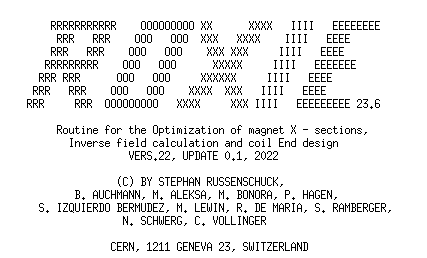 RRRRRRRRRRR    OOOOOOOOO XX      XXXX   IIII   EEEEEEEE
RRR   RRR    OOO   OOO  XXX   XXXX    IIII   EEEE
RRR   RRR    OOO   OOO   XXX XXX     IIII   EEEE
RRRRRRRRR    OOO   OOO      XXXXX     IIII   EEEEEEE
RRR RRR      OOO   OOO     XXXXXX      IIII   EEEE
RRR   RRR    OOO   OOO    XXXX  XXX   IIII   EEEE
RRR     RRR  OOOOOOOOO   XXXX     XXX IIII   EEEEEEEEE 23.6
Routine for the Optimization of magnet X - sections,
Inverse field calculation and coil End design
VERS.22, UPDATE 0.1, 2022
(C) BY STEPHAN RUSSENSCHUCK,
B. AUCHMANN, M. ALEKSA, M. BONORA, P. HAGEN,
S. IZQUIERDO BERMUDEZ, M. LEWIN, R. DE MARIA, S. RAMBERGER,
N. SCHWERG, C. VOLLINGER
CERN, 1211 GENEVA 23, SWITZERLAND